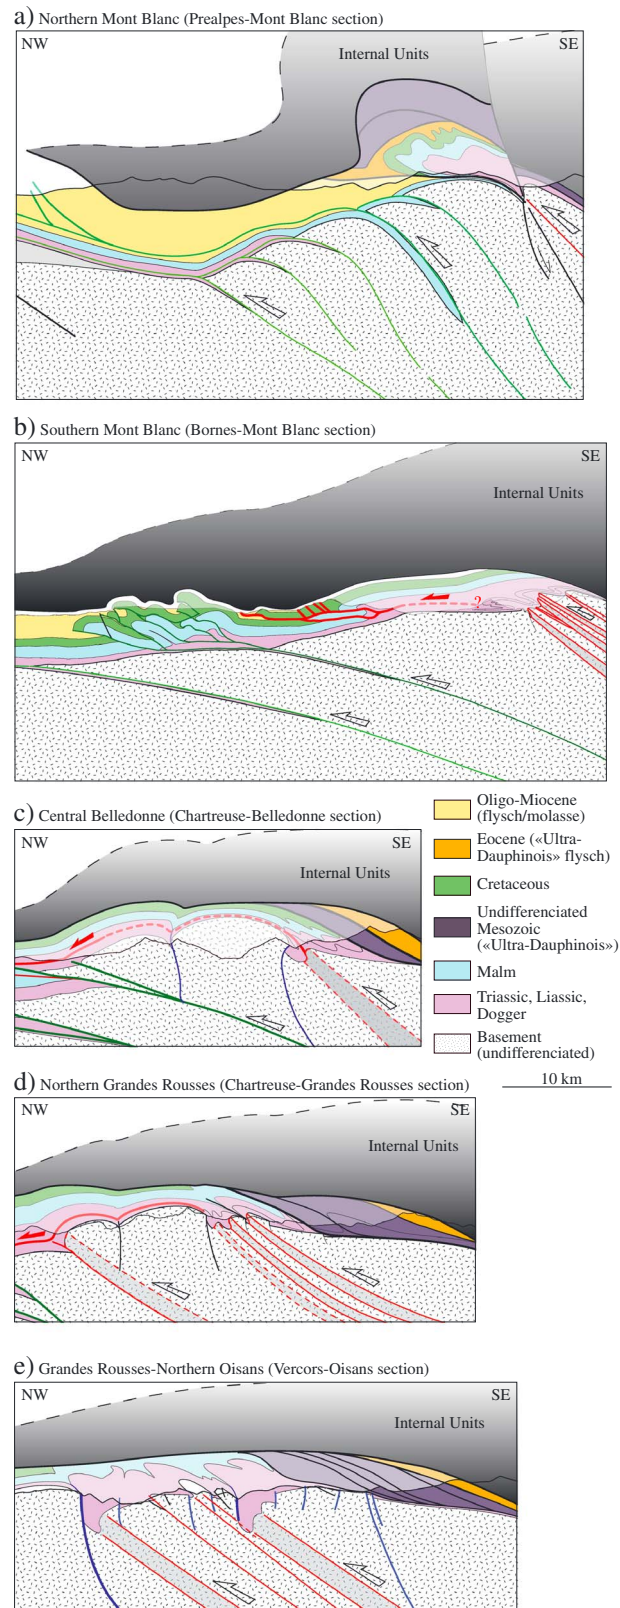 a) Northern Mont Blanc (Prealpes-Mont Blanc section)
NW
Internal Units
SE
b) Southern Mont Blanc (Bornes-Mont Blanc section)
NW
SE
Internal Units
?
c) Central Belledonne (Chartreuse-Belledonne section)
NW
SE
Internal Units
Oligo-Miocene
(flysch/molasse)
Eocene («Ultra-
Dauphinois» flysch)
Cretaceous
Undifferenciated
Mesozoic
(«Ultra-Dauphinois»)
Malm
Triassic, Liassic,
Dogger
Basement
(undifferenciated)
10 km
d) Northern Grandes Rousses (Chartreuse-Grandes Rousses section)
NW
SE
Internal Units
e) Grandes Rousses-Northern Oisans (Vercors-Oisans section)
NW
SE
Internal Units